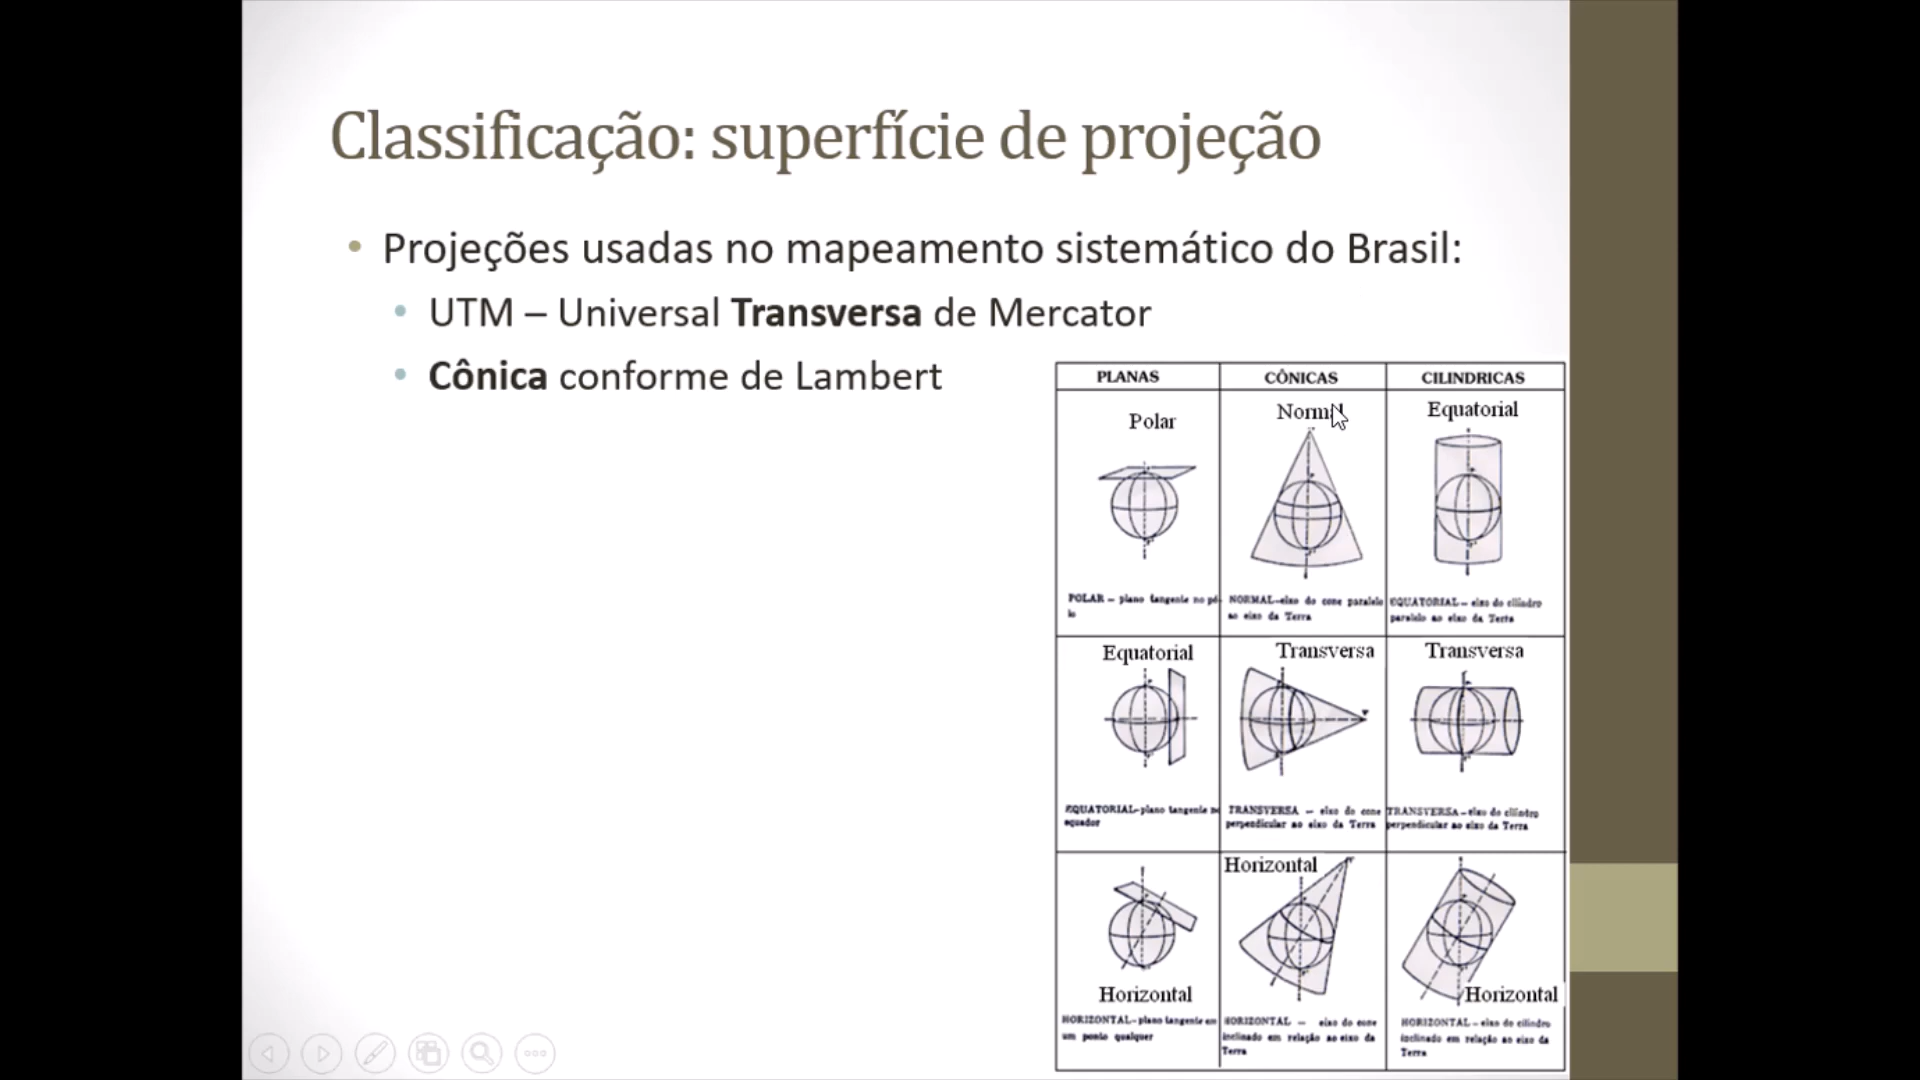 Classificação: superfície de projeção
• Projeções usadas no mapeamento sistemático do Brasil:
• UTM – Universal Transversa de Mercator
• Cônica conforme de Lambert
PLANAS CÔNICAS CILINDRICAS
Polar Normal Equatorial
POLAR – plano tangente no pó-
lo
NORMAL-eixo do cone paralelo
ao eixo da Terra
EQUATORIAL – eixo do cilindro
paralelo ao eixo da Terra
Equatorial Transversa Transversa
EQUATORIAL-plano tangente no
equador
TRANSVERSA – eixo do cone
perpendicular ao eixo da Terra
TRANSVERSA – eixo do cilindro
perpendicular ao eixo da Terra
Horizontal
Horizontal Horizontal
HORIZONTAL-plano tangente em
um ponto qualquer
HORIZONTAL – eixo do cone
inclinado em relação ao eixo da
Terra
HORIZONTAL – eixo do cilindro
inclinado em relação ao eixo da
Terra